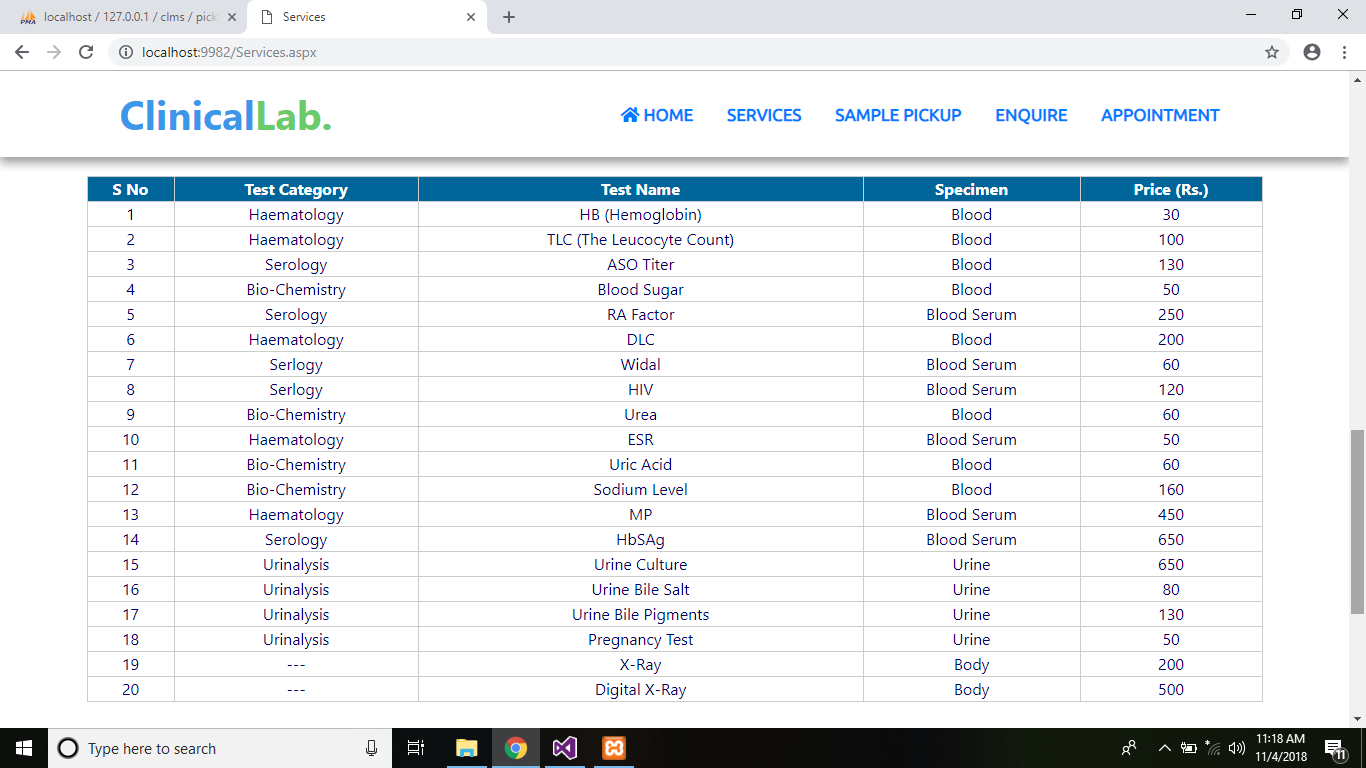 localhost / 127.0.0.1 / clms / pick
Services
localhost:9982/Services.aspx
ClinicalLab.
HOME SERVICES SAMPLE PICKUP ENQUIRE APPOINTMENT
S No Test Category Test Name Specimen Price (Rs.)
1 Haematology HB (Hemoglobin) Blood 30
2 Haematology TLC (The Leucocyte Count) Blood 100
3 Serology ASO Titer Blood 130
4 Bio-Chemistry Blood Sugar Blood 50
5 Serology RA Factor Blood Serum 250
6 Haematology DLC Blood 200
7 Serlogy Widal Blood Serum 60
8 Serlogy HIV Blood Serum 120
9 Bio-Chemistry Urea Blood 60
10 Haematology ESR Blood Serum 50
11 Bio-Chemistry Uric Acid Blood 60
12 Bio-Chemistry Sodium Level Blood 160
13 Haematology MP Blood Serum 450
14 Serology HbSAg Blood Serum 650
15 Urinalysis Urine Culture Urine 650
16 Urinalysis Urine Bile Salt Urine 80
17 Urinalysis Urine Bile Pigments Urine 130
18 Urinalysis Pregnancy Test Urine 50
19 --- X-Ray Body 200
20 --- Digital X-Ray Body 500
Type here to search
11:18 AM
11/4/2018
11